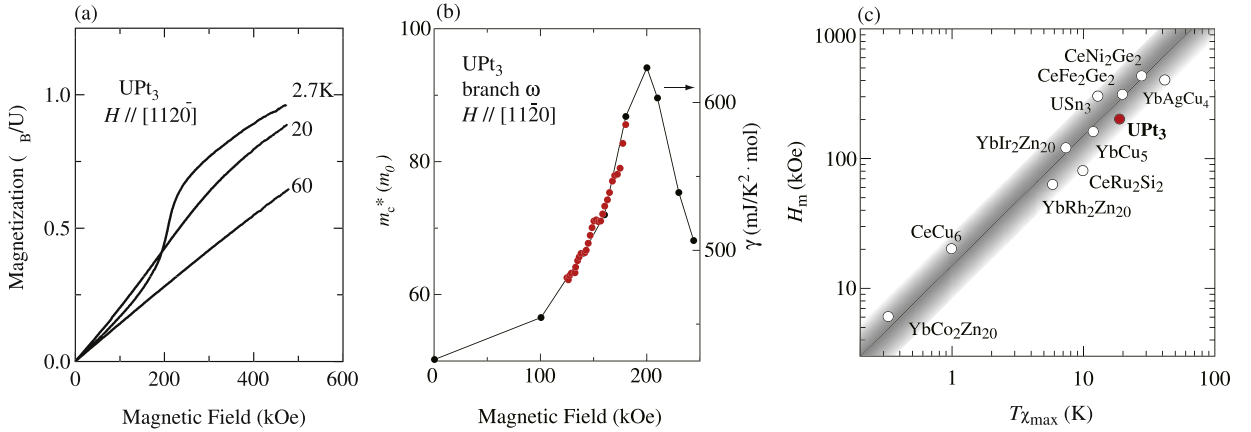 (a)
1.0
0.5
0.0
Magnetization ( B/U)
UPt3
H // [1120̄]
2.7K
20
60
0
200
400
600
Magnetic Field (kOe)
(b)
100
80
60
mc* (m0)
UPt3
branch ω
H // [112̄0]
600
500
γ (mJ/K2 · mol)
0
100
200
Magnetic Field (kOe)
(c)
1000
100
10
Hm (kOe)
CeNi2Ge2
CeFe2Ge2
USn3
YbAgCu4
UPt3
YbIr2Zn20
YbCu5
CeRu2Si2
YbRh2Zn20
CeCu6
YbCo2Zn20
1
10
100
Tχmax (K)